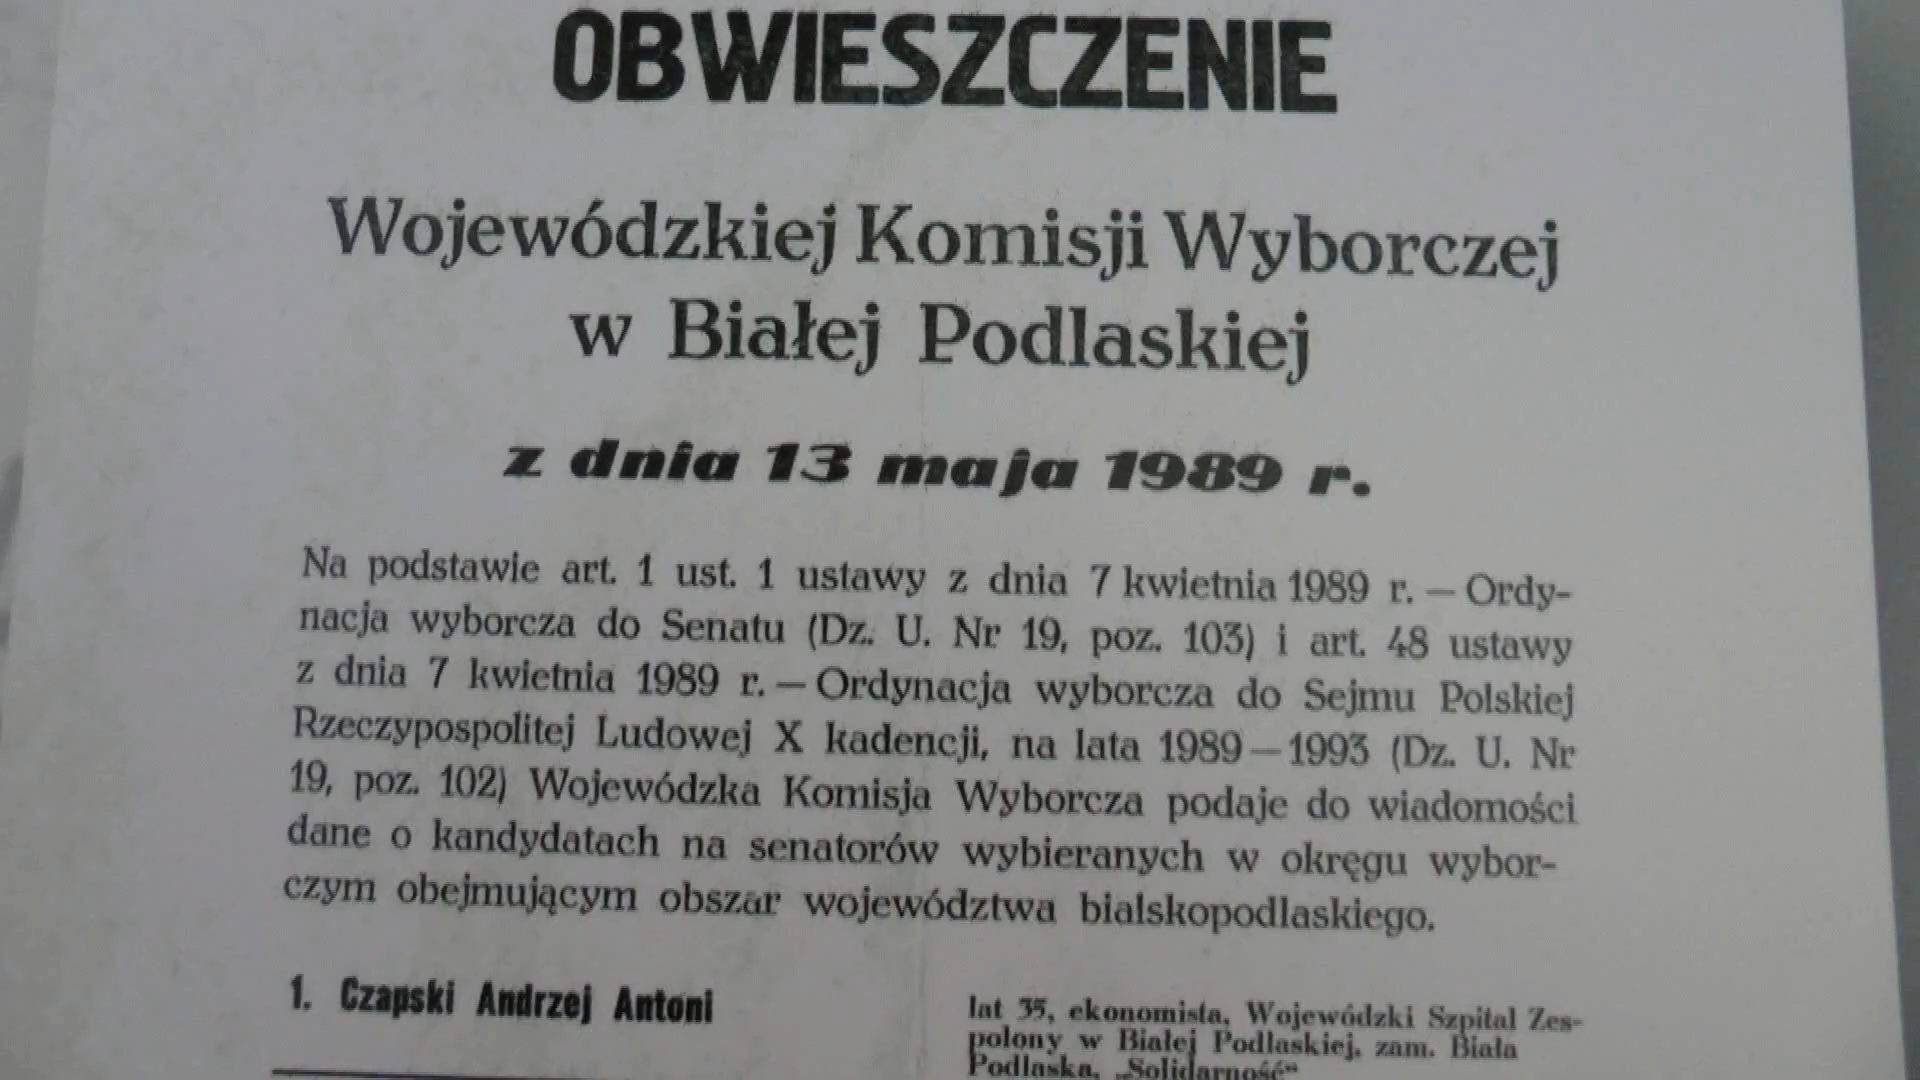 OBWIESZCZENIE
Wojewódzkiej Komisji Wyborczej
w Białej Podlaskiej
z dnia 13 maja 1989 r.
Na podstawie art. 1 ust. 1 ustawy z dnia 7 kwietnia 1989 r. — Ordy-
nacja wyborcza do Senatu (Dz. U. Nr 19, poz. 103) i art. 48 ustawy
z dnia 7 kwietnia 1989 r. — Ordynacja wyborcza do Sejmu Polskiej
Rzeczypospolitej Ludowej X kadencji, na lata 1989 — 1993 (Dz. U. Nr
19, poz. 102) Wojewódzka Komisja Wyborcza podaje do wiadomości
dane o kandydatach na senatorów wybieranych w okręgu wybor-
czym obejmującym obszar województwa bialskopodlaskiego.
1. Czapski Andrzej Antoni
lat 35, ekonomista, Wojewódzki Szpital Zes-
polony w Białej Podlaskiej, zam. Biała
Podlaska, „Solidarność"